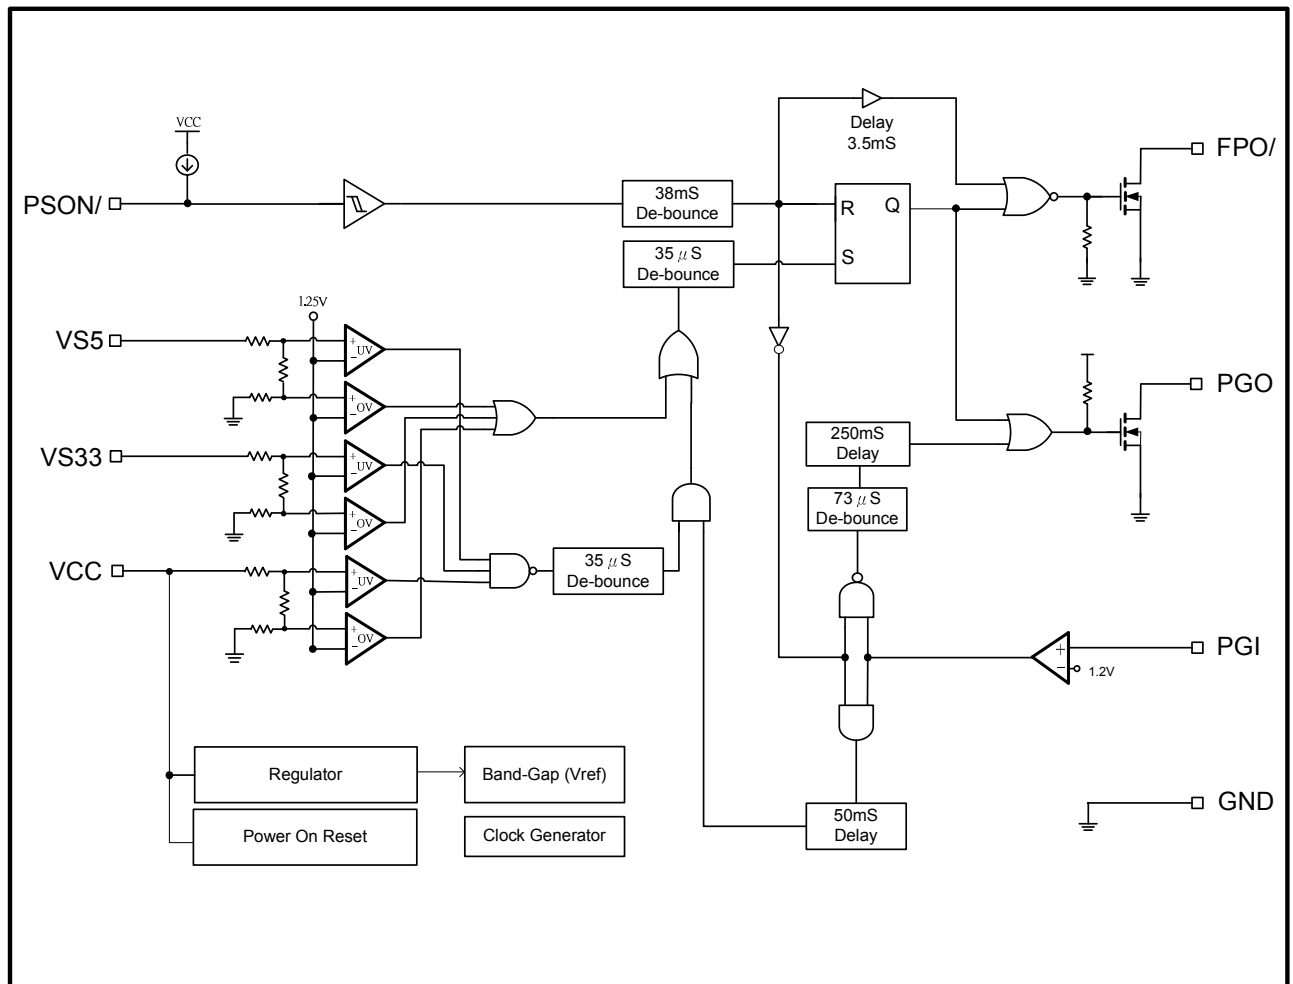 VCC
PSON/
38mS
De-bounce
Delay
3.5mS
R
Q
S
FPO/
35 μS
De-bounce
1.25V
VS5
+
UV
−
+
OV
−
VS33
+
UV
−
+
OV
−
VCC
+
UV
−
+
OV
−
35 μS
De-bounce
PGO
250mS
Delay
73 μS
De-bounce
PGI
+
−
1.2V
Regulator
Band-Gap (Vref)
Power On Reset
Clock Generator
50mS
Delay
GND